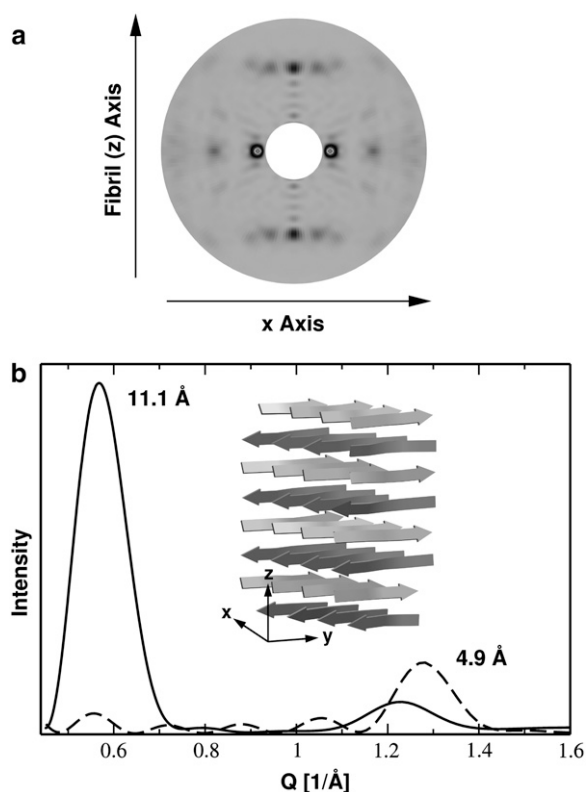 a
Fibril (z) Axis
x Axis
b
11.1 Å
4.9 Å
z
x
y
Intensity
0.6 0.8 1 1.2 1.4 1.6
Q [1/Å]